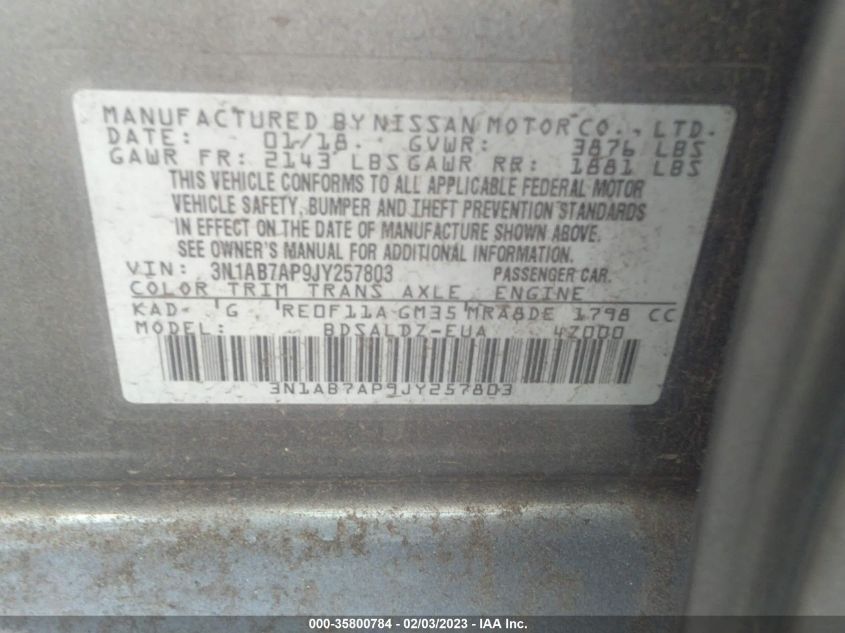 MANUFACTURED BY NISSAN MOTOR CO., LTD.
DATE: 01/18. GVWR: 3876 LBS
GAWR FR: 2143 LBS GAWR RR: 1881 LBS
THIS VEHICLE CONFORMS TO ALL APPLICABLE FEDERAL MOTOR
VEHICLE SAFETY, BUMPER AND THEFT PREVENTION STANDARDS
IN EFFECT ON THE DATE OF MANUFACTURE SHOWN ABOVE.
SEE OWNER'S MANUAL FOR ADDITIONAL INFORMATION.
VIN: 3N1AB7AP9JY257803 PASSENGER CAR.
COLOR TRIM TRANS AXLE ENGINE
KAD- G RE0F11A GM35 MRA8DE 1798 CC
MODEL: BDSALDZ-EUA 4Z000
3N1AB7AP9JY257803
000-35800784 - 02/03/2023 - IAA Inc.